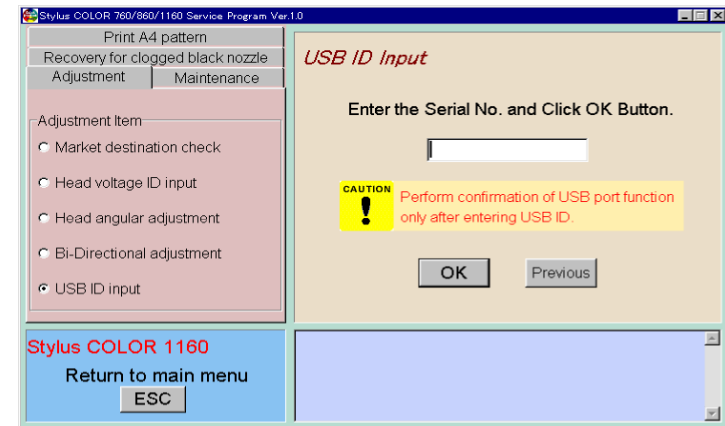 Stylus COLOR 760/860/1160 Service Program Ver.1.0
Print A4 pattern
Recovery for clogged black nozzle
Adjustment
Maintenance
Adjustment Item
Market destination check
Head voltage ID input
Head angular adjustment
Bi-Directional adjustment
USB ID input
USB ID Input
Enter the Serial No. and Click OK Button.
CAUTION
!
Perform confirmation of USB port function
only after entering USB ID.
OK
Previous
Stylus COLOR 1160
Return to main menu
ESC